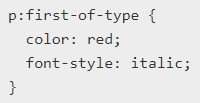 p:first-of-type {
  color: red;
  font-style: italic;
}